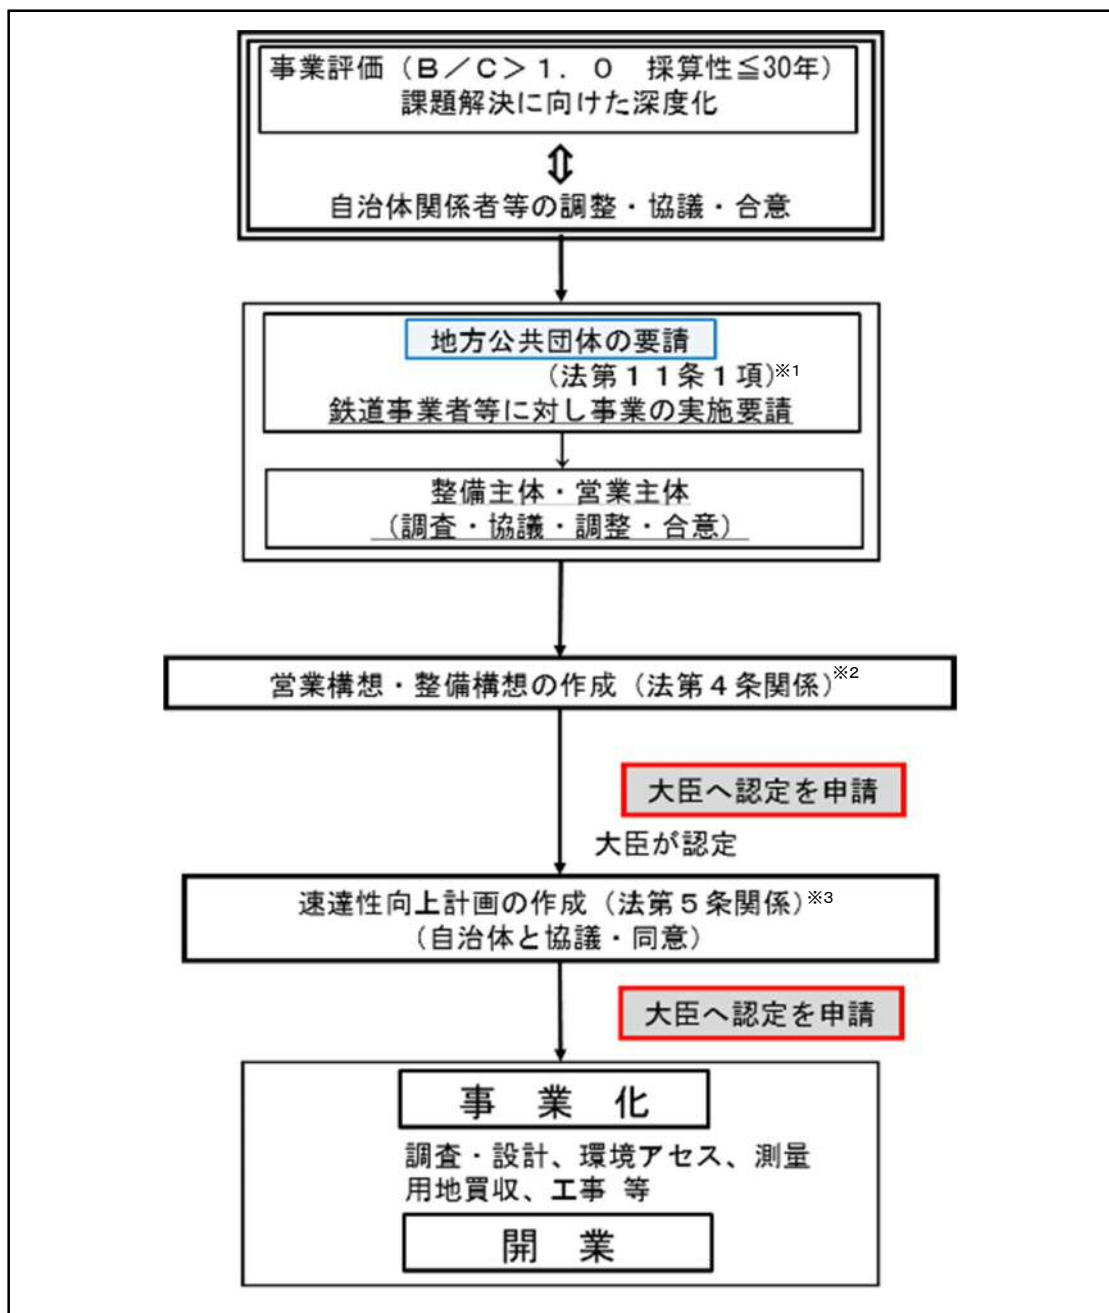 事業評価（Ｂ／Ｃ＞１．０　採算性≦30年）
課題解決に向けた深度化
⇕
自治体関係者等の調整・協議・合意
地方公共団体の要請
（法第１１条１項）※1
鉄道事業者等に対し事業の実施要請
整備主体・営業主体
（調査・協議・調整・合意）
営業構想・整備構想の作成（法第４条関係）※2
大臣へ認定を申請
大臣が認定
速達性向上計画の作成（法第５条関係）※3
（自治体と協議・同意）
大臣へ認定を申請
事　業　化
調査・設計、環境アセス、測量
用地買収、工事 等
開　業